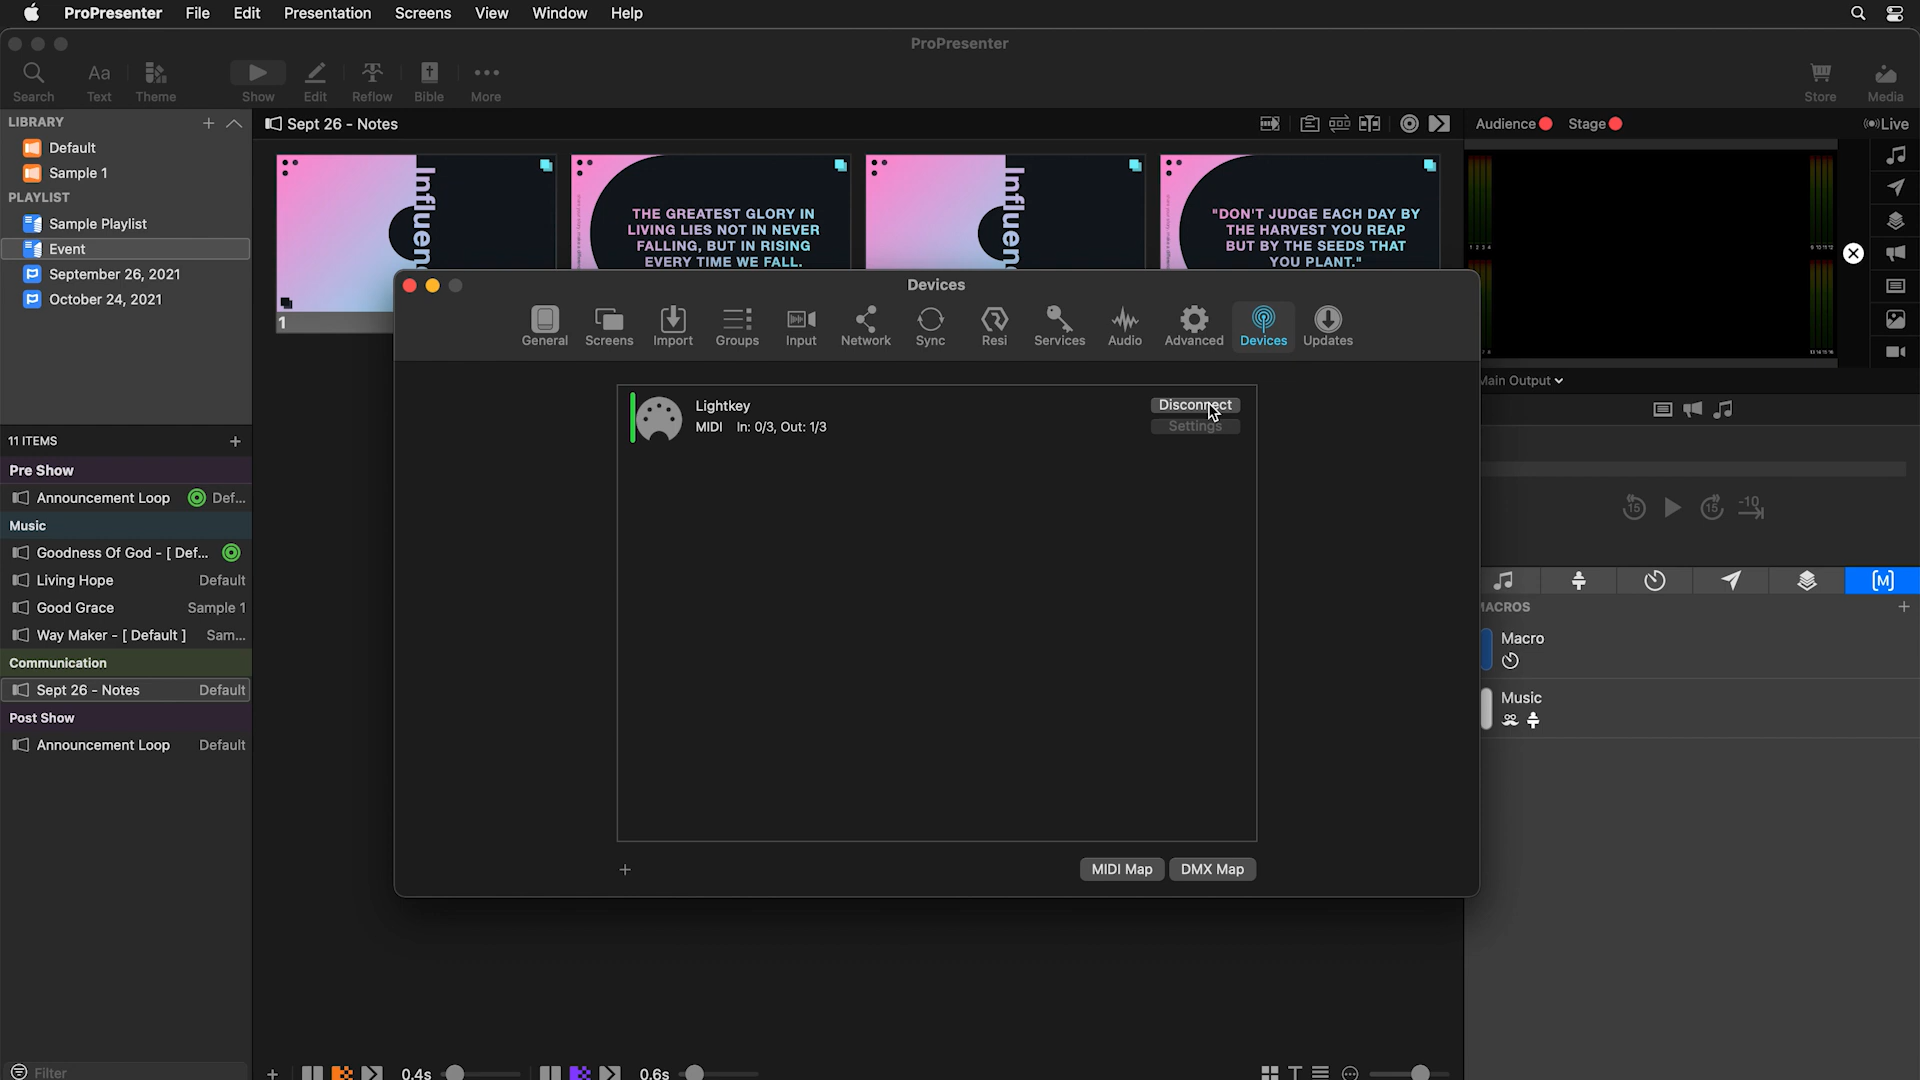 ProPresenter File Edit Presentation Screens View Window Help
ProPresenter
Search Text Theme Show Edit Reflow Bible More Store Media
LIBRARY
Default
Sample 1
PLAYLIST
Sample Playlist
Event
September 26, 2021
October 24, 2021
11 ITEMS
Pre Show
Announcement Loop Def...
Music
Goodness Of God - [ Def...
Living Hope Default
Good Grace Sample 1
Way Maker - [ Default ] Sam...
Communication
Sept 26 - Notes Default
Post Show
Announcement Loop Default
Filter
Sept 26 - Notes
1
THE GREATEST GLORY IN
LIVING LIES NOT IN NEVER
FALLING, BUT IN RISING
EVERY TIME WE FALL.
"DON'T JUDGE EACH DAY BY
THE HARVEST YOU REAP
BUT BY THE SEEDS THAT
YOU PLANT."
Devices
General Screens Import Groups Input Network Sync Resi Services Audio Advanced Devices Updates
Lightkey
MIDI In: 0/3, Out: 1/3
Disconnect
Settings
MIDI Map DMX Map
0.4s 0.6s
Audience Stage Live
Main Output
15 15 -10
[M]
MACROS
Macro
Music